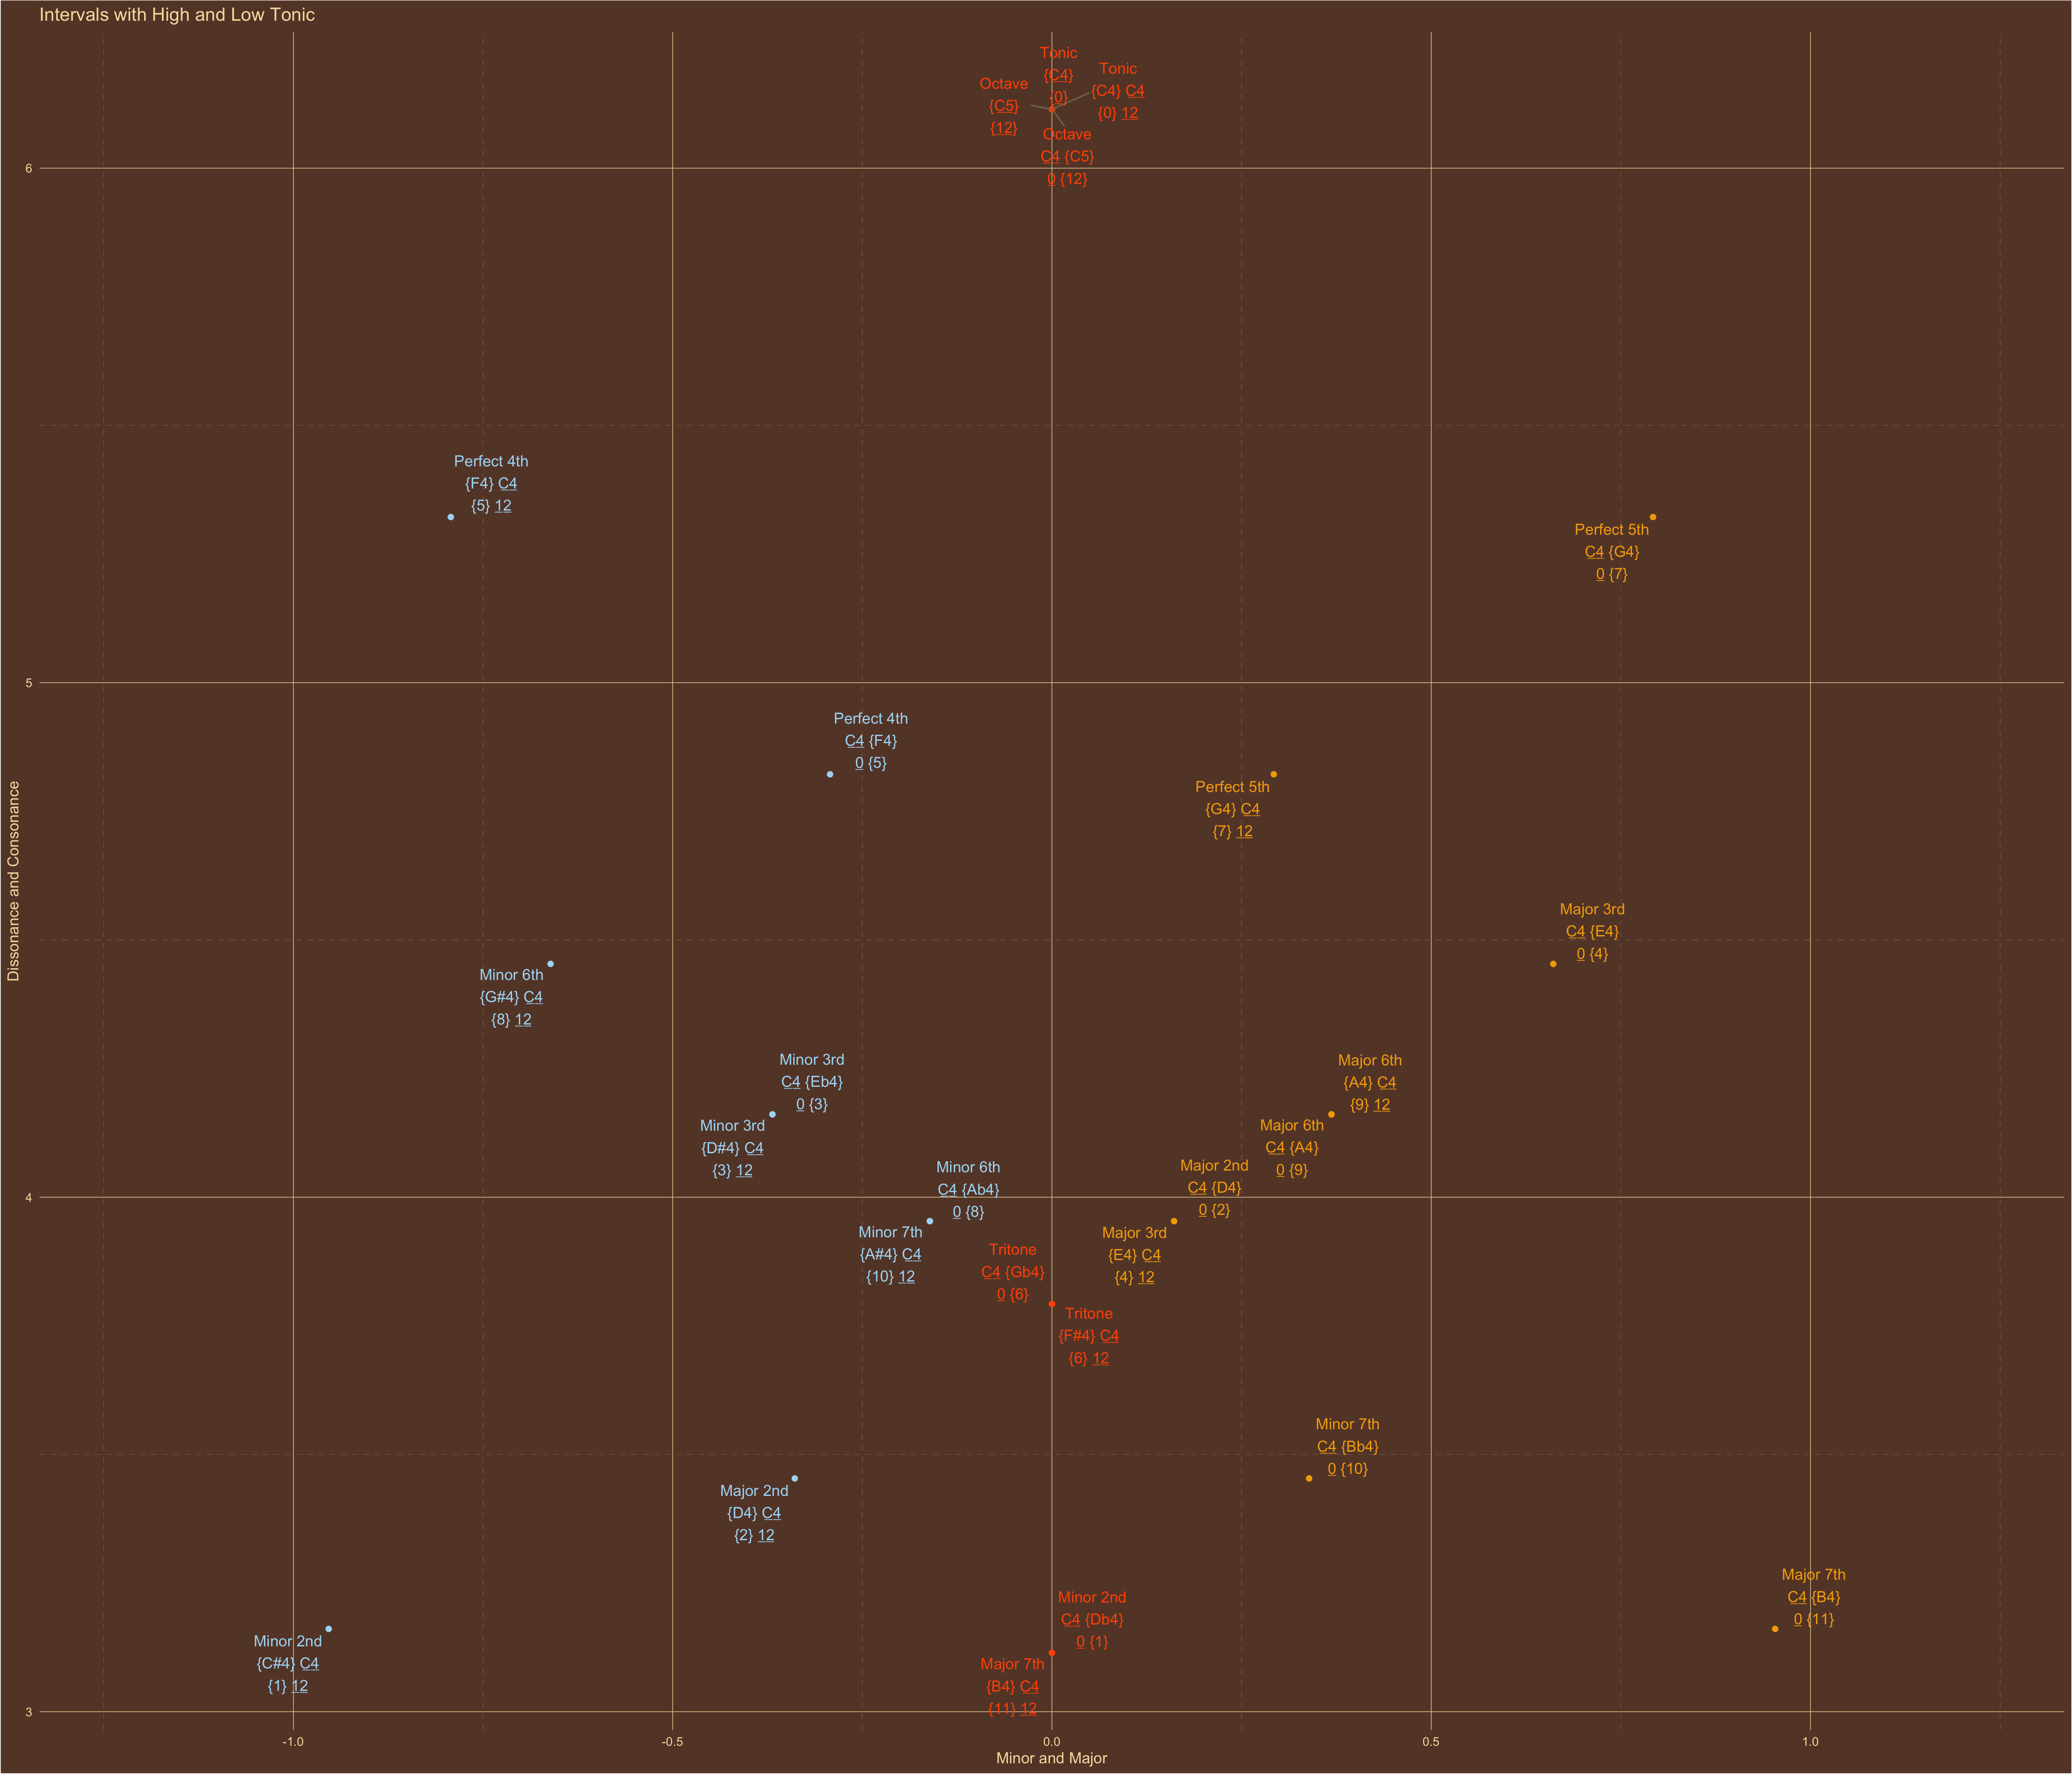 Intervals with High and Low Tonic
Tonic
{C4}
{0}
Tonic
{C4} C4
{0} 12
Octave
{C5}
{12}
Octave
C4 {C5}
0 {12}
6
Perfect 4th
{F4} C4
{5} 12
Perfect 5th
C4 {G4}
0 {7}
5
Perfect 4th
C4 {F4}
0 {5}
Perfect 5th
{G4} C4
{7} 12
Major 3rd
C4 {E4}
0 {4}
Minor 6th
{G#4} C4
{8} 12
Minor 3rd
C4 {Eb4}
0 {3}
Major 6th
{A4} C4
{9} 12
Minor 3rd
{D#4} C4
{3} 12
Major 6th
C4 {A4}
0 {9}
Minor 6th
C4 {Ab4}
0 {8}
Major 2nd
C4 {D4}
0 {2}
4
Minor 7th
{A#4} C4
{10} 12
Major 3rd
{E4} C4
{4} 12
Tritone
C4 {Gb4}
0 {6}
Tritone
{F#4} C4
{6} 12
Minor 7th
C4 {Bb4}
0 {10}
Major 2nd
{D4} C4
{2} 12
Major 7th
C4 {B4}
0 {11}
Minor 2nd
C4 {Db4}
0 {1}
Minor 2nd
{C#4} C4
{1} 12
Major 7th
{B4} C4
{11} 12
3
-1.0
-0.5
0.0
0.5
1.0
Minor and Major
Dissonance and Consonance